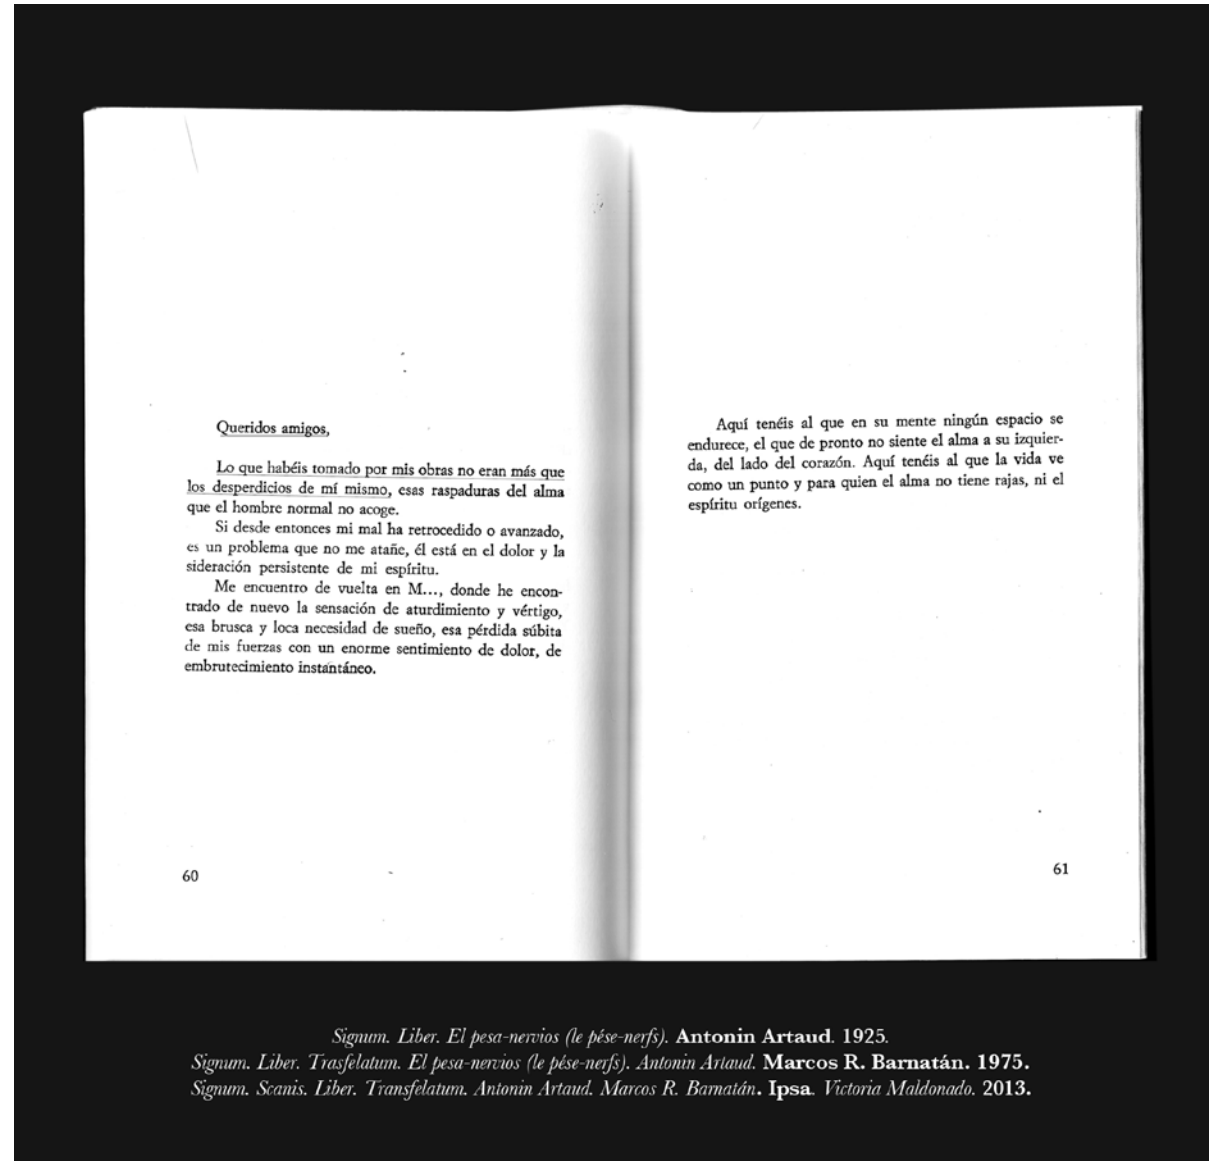 Queridos amigos,
Lo que habéis tomado por mis obras no eran más que
los desperdicios de mí mismo, esas raspaduras del alma
que el hombre normal no acoge.
Si desde entonces mi mal ha retrocedido o avanzado,
es un problema que no me atañe, él está en el dolor y la
sideración persistente de mi espíritu.
Me encuentro de vuelta en M..., donde he encon-
trado de nuevo la sensación de aturdimiento y vértigo,
esa brusca y loca necesidad de sueño, esa pérdida súbita
de mis fuerzas con un enorme sentimiento de dolor, de
embrutecimiento instantáneo.
60
Aquí tenéis al que en su mente ningún espacio se
endurece, el que de pronto no siente el alma a su izquier-
da, del lado del corazón. Aquí tenéis al que la vida ve
como un punto y para quien el alma no tiene rajas, ni el
espíritu orígenes.
61
Signum. Liber. El pesa-nervios (le pése-nerfs). Antonin Artaud. 1925.
Signum. Liber. Trasfelatum. El pesa-nervios (le pése-nerfs). Antonin Artaud. Marcos R. Barnatán. 1975.
Signum. Scanis. Liber. Transfelatum. Antonin Artaud. Marcos R. Barnatán. Ipsa. Victoria Maldonado. 2013.